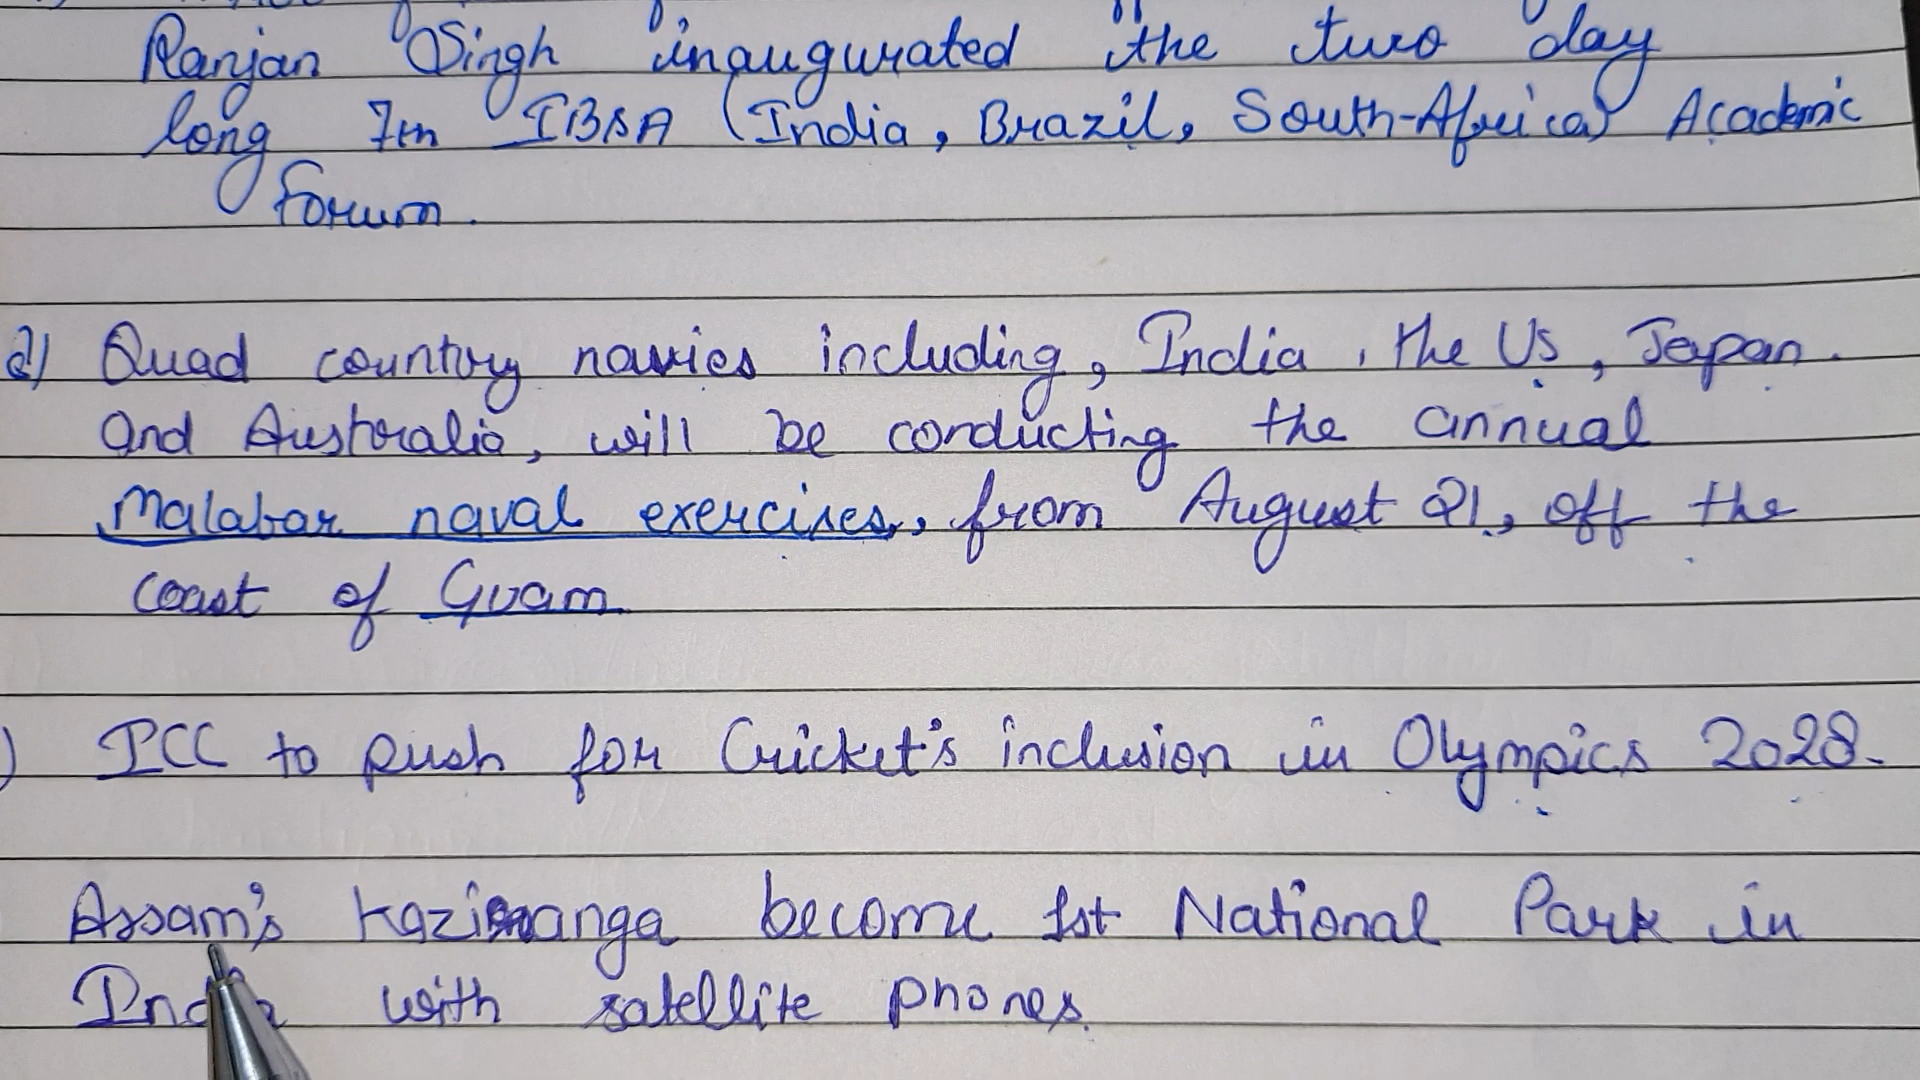 Ranjan Singh inaugurated the two day
long 7th IBSA (India, Brazil, South-Africa) Academic
Forum.
2) Quad country navies including, India, the US, Japan.
and Australia, will be conducting the annual
Malabar naval exercises, from August 21, off the
coast of Guam
) ICC to push for Cricket's inclusion in Olympics 2028.
Assam's Kaziranga become 1st National Park in
India with satellite phones.